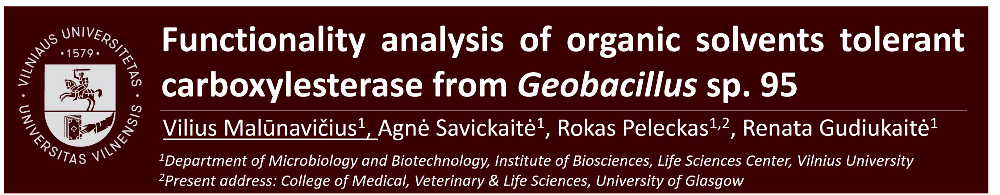 VILNIAUS UNIVERSITETAS · UNIVERSITAS VILNENSIS ·
·1579·
Functionality analysis of organic solvents tolerant
carboxylesterase from Geobacillus sp. 95
Vilius Malūnavičius¹, Agnė Savickaitė¹, Rokas Peleckas¹,², Renata Gudiukaitė¹
¹Department of Microbiology and Biotechnology, Institute of Biosciences, Life Sciences Center, Vilnius University
²Present address: College of Medical, Veterinary & Life Sciences, University of Glasgow